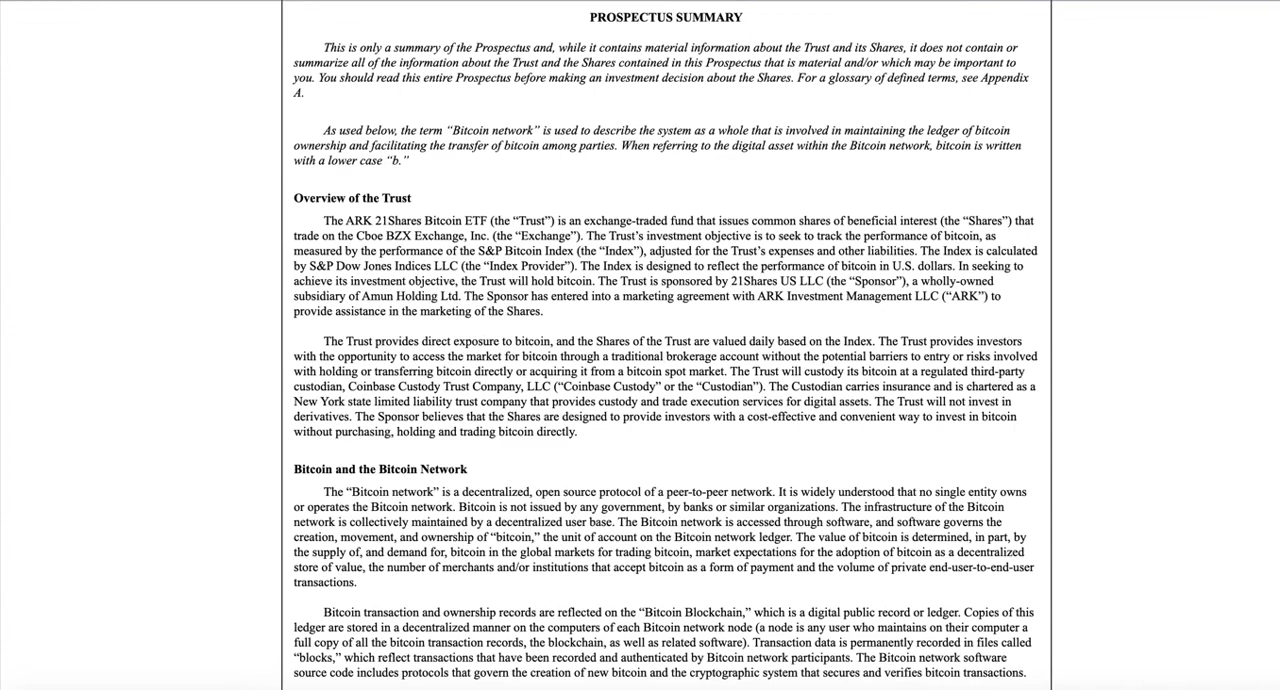 PROSPECTUS SUMMARY
This is only a summary of the Prospectus and, while it contains material information about the Trust and its Shares, it does not contain or
summarize all of the information about the Trust and the Shares contained in this Prospectus that is material and/or which may be important to
you. You should read this entire Prospectus before making an investment decision about the Shares. For a glossary of defined terms, see Appendix
A.
As used below, the term “Bitcoin network” is used to describe the system as a whole that is involved in maintaining the ledger of bitcoin
ownership and facilitating the transfer of bitcoin among parties. When referring to the digital asset within the Bitcoin network, bitcoin is written
with a lower case “b.”
Overview of the Trust
The ARK 21Shares Bitcoin ETF (the “Trust”) is an exchange-traded fund that issues common shares of beneficial interest (the “Shares”) that
trade on the Cboe BZX Exchange, Inc. (the “Exchange”). The Trust’s investment objective is to seek to track the performance of bitcoin, as
measured by the performance of the S&P Bitcoin Index (the “Index”), adjusted for the Trust’s expenses and other liabilities. The Index is calculated
by S&P Dow Jones Indices LLC (the “Index Provider”). The Index is designed to reflect the performance of bitcoin in U.S. dollars. In seeking to
achieve its investment objective, the Trust will hold bitcoin. The Trust is sponsored by 21Shares US LLC (the “Sponsor”), a wholly-owned
subsidiary of Amun Holding Ltd. The Sponsor has entered into a marketing agreement with ARK Investment Management LLC (“ARK”) to
provide assistance in the marketing of the Shares.
The Trust provides direct exposure to bitcoin, and the Shares of the Trust are valued daily based on the Index. The Trust provides investors
with the opportunity to access the market for bitcoin through a traditional brokerage account without the potential barriers to entry or risks involved
with holding or transferring bitcoin directly or acquiring it from a bitcoin spot market. The Trust will custody its bitcoin at a regulated third-party
custodian, Coinbase Custody Trust Company, LLC (“Coinbase Custody” or the “Custodian”). The Custodian carries insurance and is chartered as a
New York state limited liability trust company that provides custody and trade execution services for digital assets. The Trust will not invest in
derivatives. The Sponsor believes that the Shares are designed to provide investors with a cost-effective and convenient way to invest in bitcoin
without purchasing, holding and trading bitcoin directly.
Bitcoin and the Bitcoin Network
The “Bitcoin network” is a decentralized, open source protocol of a peer-to-peer network. It is widely understood that no single entity owns
or operates the Bitcoin network. Bitcoin is not issued by any government, by banks or similar organizations. The infrastructure of the Bitcoin
network is collectively maintained by a decentralized user base. The Bitcoin network is accessed through software, and software governs the
creation, movement, and ownership of “bitcoin,” the unit of account on the Bitcoin network ledger. The value of bitcoin is determined, in part, by
the supply of, and demand for, bitcoin in the global markets for trading bitcoin, market expectations for the adoption of bitcoin as a decentralized
store of value, the number of merchants and/or institutions that accept bitcoin as a form of payment and the volume of private end-user-to-end-user
transactions.
Bitcoin transaction and ownership records are reflected on the “Bitcoin Blockchain,” which is a digital public record or ledger. Copies of this
ledger are stored in a decentralized manner on the computers of each Bitcoin network node (a node is any user who maintains on their computer a
full copy of all the bitcoin transaction records, the blockchain, as well as related software). Transaction data is permanently recorded in files called
“blocks,” which reflect transactions that have been recorded and authenticated by Bitcoin network participants. The Bitcoin network software
source code includes protocols that govern the creation of new bitcoin and the cryptographic system that secures and verifies bitcoin transactions.